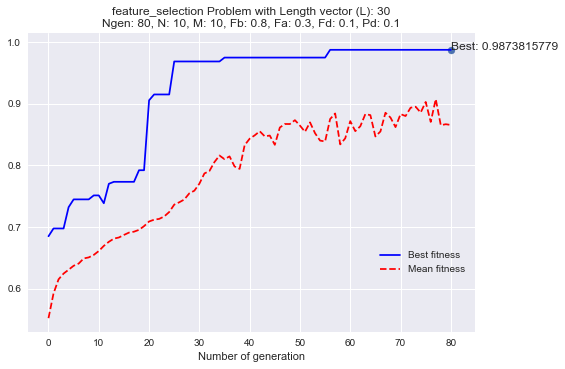 feature_selection Problem with Length vector (L): 30
Ngen: 80, N: 10, M: 10, Fb: 0.8, Fa: 0.3, Fd: 0.1, Pd: 0.1
1.0
Best: 0.9873815779
0.9
0.8
0.7
Best fitness
Mean fitness
0.6
0 10 20 30 40 50 60 70 80
Number of generation